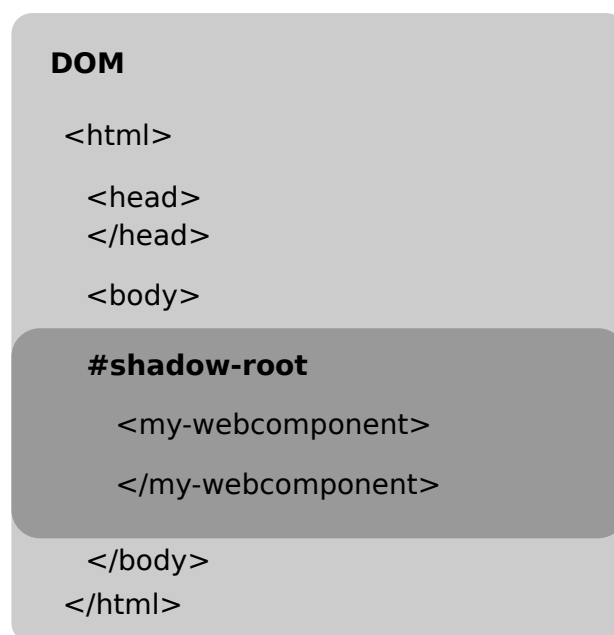 DOM
<html>
<head>
</head>
<body>
#shadow-root
<my-webcomponent>
</my-webcomponent>
</body>
</html>